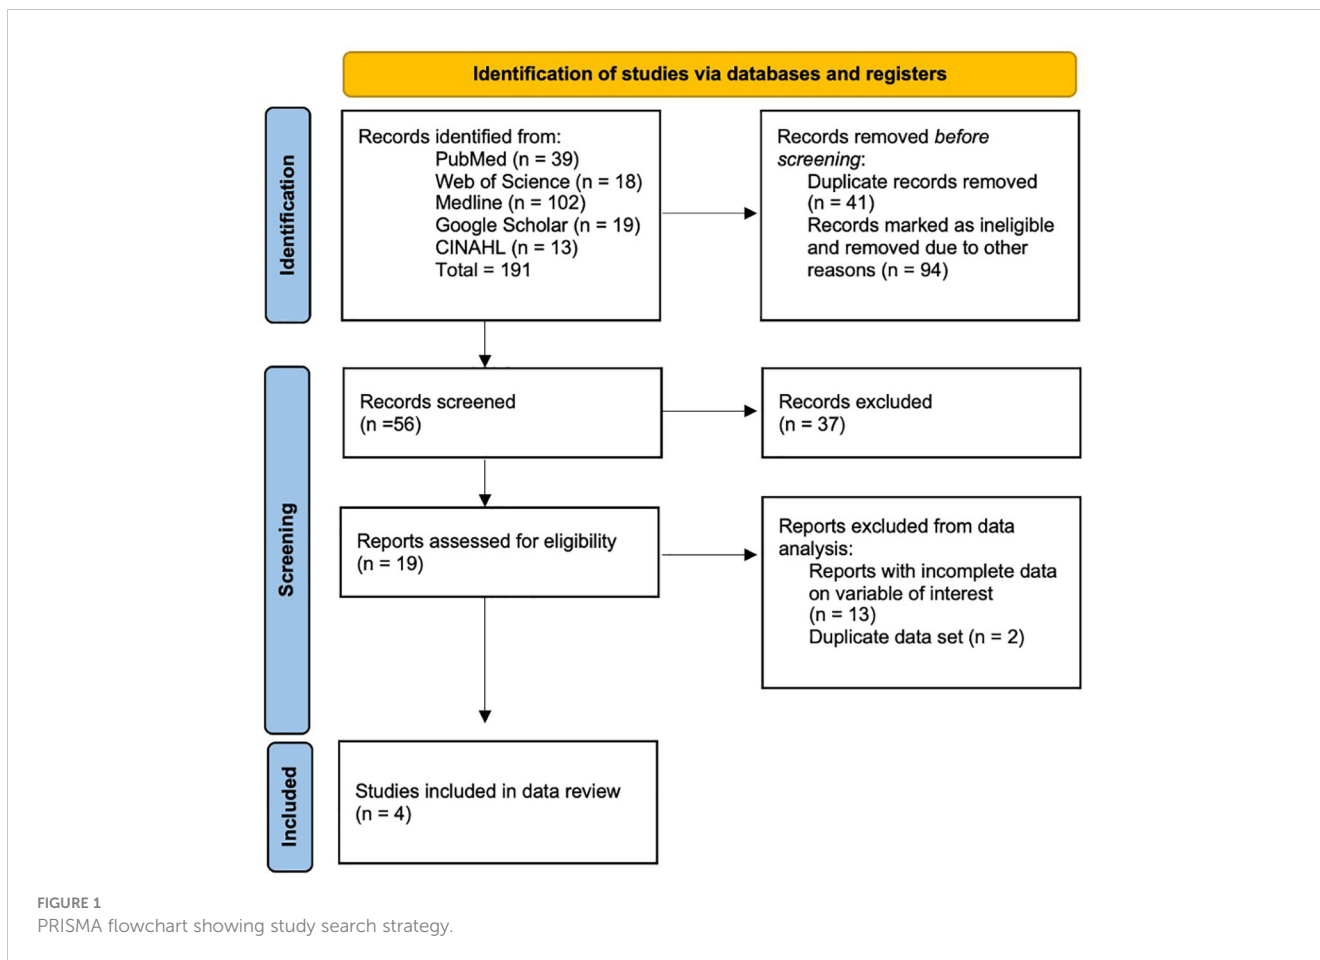 Identification of studies via databases and registers
Identification
Records identified from:
PubMed (n = 39)
Web of Science (n = 18)
Medline (n = 102)
Google Scholar (n = 19)
CINAHL (n = 13)
Total = 191
Records removed before
screening:
Duplicate records removed
(n = 41)
Records marked as ineligible
and removed due to other
reasons (n = 94)
Screening
Records screened
(n =56)
Records excluded
(n = 37)
Reports assessed for eligibility
(n = 19)
Reports excluded from data
analysis:
Reports with incomplete data
on variable of interest
(n = 13)
Duplicate data set (n = 2)
Included
Studies included in data review
(n = 4)
FIGURE 1
PRISMA flowchart showing study search strategy.